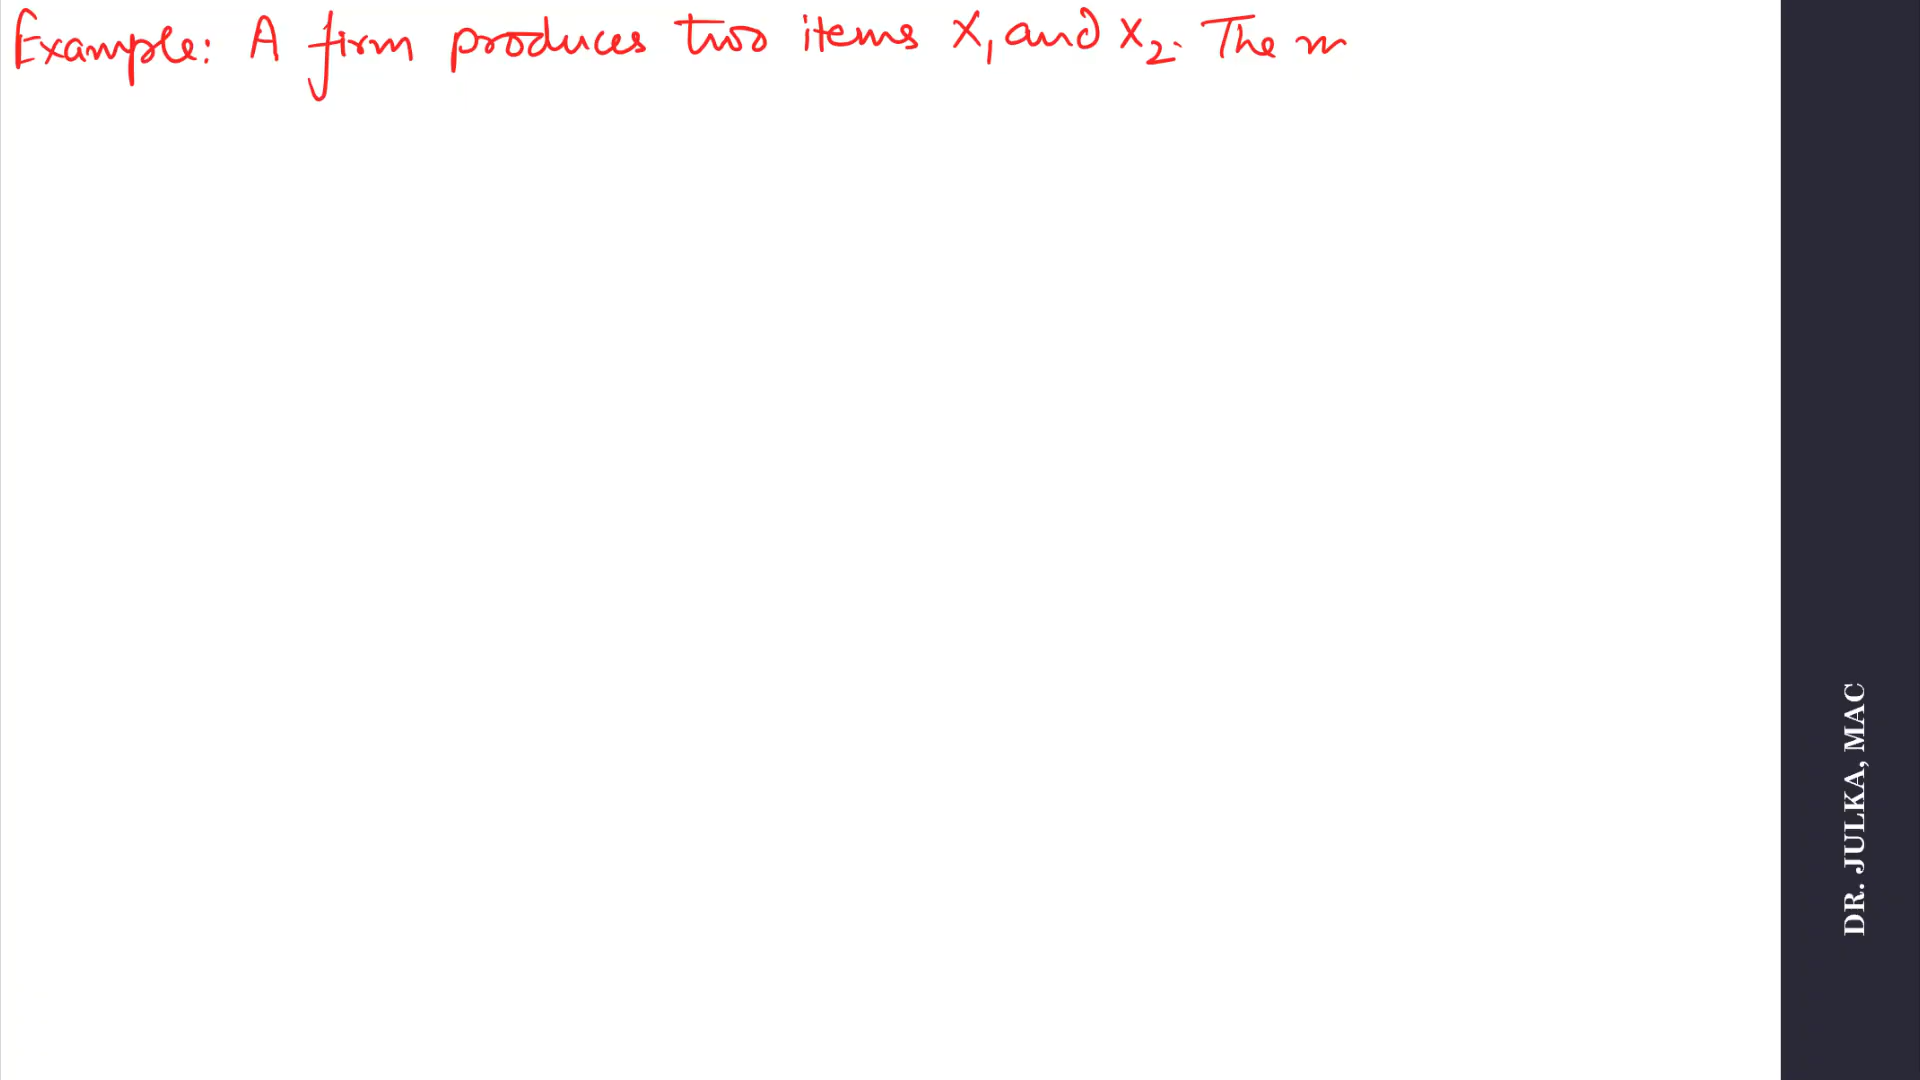 Example: A firm produces two items X₁ and X₂. The m
DR. JULKA, MAC